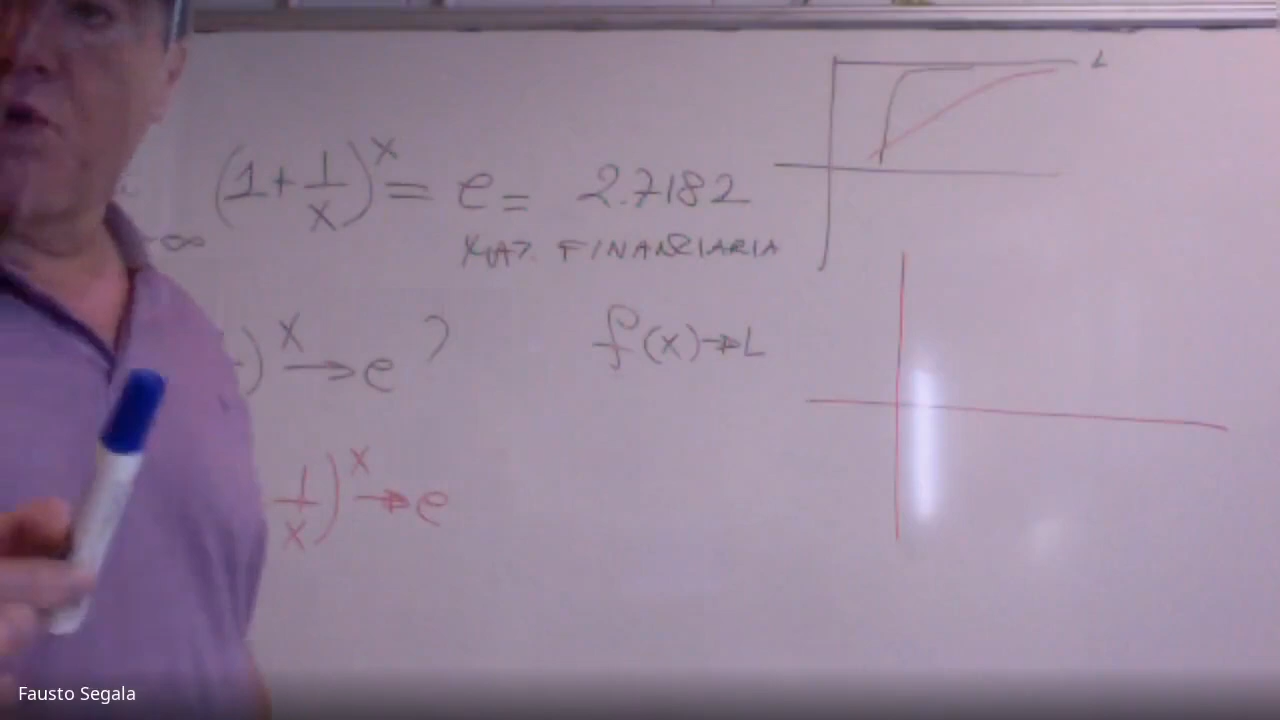 (1+1/x)^x = e = 2.7182
∞
MAT. FINANZIARIA
)^x → e ?
f(x) → L
1/x)^x → e
L
Fausto Segala